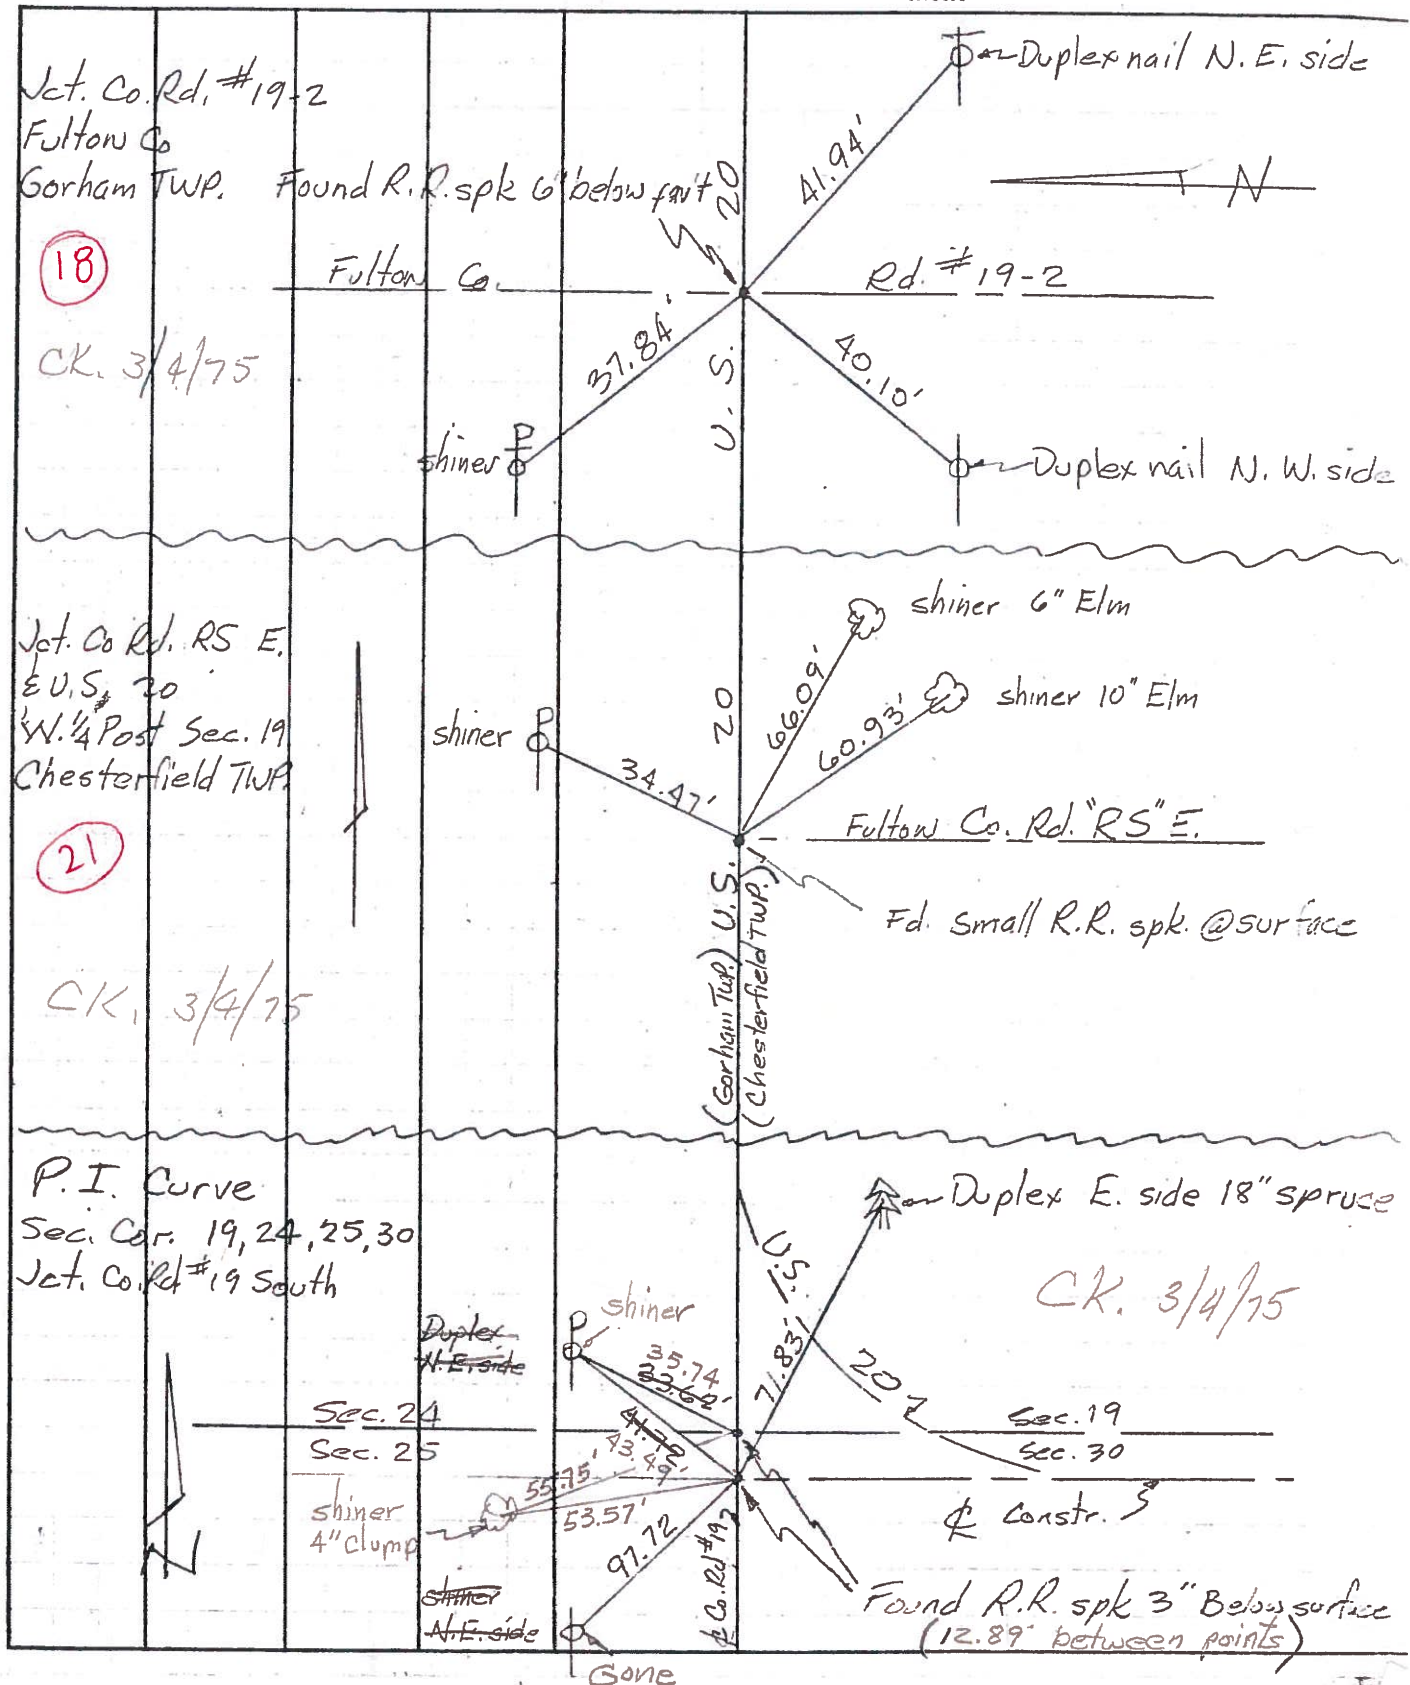 Jct. Co. Rd. #19-2
Fulton Co
Gorham TWP.
Found R.R. spk 6" below pav't
18
CK. 3/4/75
Duplex nail N.E. side
41.94'
N
U.S. 20
Fulton Co. Rd. #19-2
37.84'
40.10'
P
shiner
Duplex nail N.W. side
Jct. Co Rd. RS E.
& U.S. 20
W. 1/4 Post Sec. 19
Chesterfield TWP.
21
CK. 3/4/75
shiner 6" Elm
shiner 10" Elm
66.09'
60.93'
P
shiner
34.47'
U.S. 20
Fulton Co. Rd. "RS" E.
Fd. Small R.R. spk. @ surface
(Gorham TWP.)
(Chesterfield TWP.)
P.I. Curve
Sec. Cor. 19, 24, 25, 30
Jct. Co. Rd #19 South
Duplex E. side 18" spruce
CK. 3/4/75
U.S. 20
71.83'
P
shiner
Duplex
N.E. side
35.74
33.62'
41.72
43.49'
Sec. 24
Sec. 25
Sec. 19
Sec. 30
℄ Constr.
55.75'
53.57'
shiner
4" Clump
97.72
℄ Co. Rd #19
shiner
N.E. side
Gone
Found R.R. spk 3" Below surface
(12.89' between points)